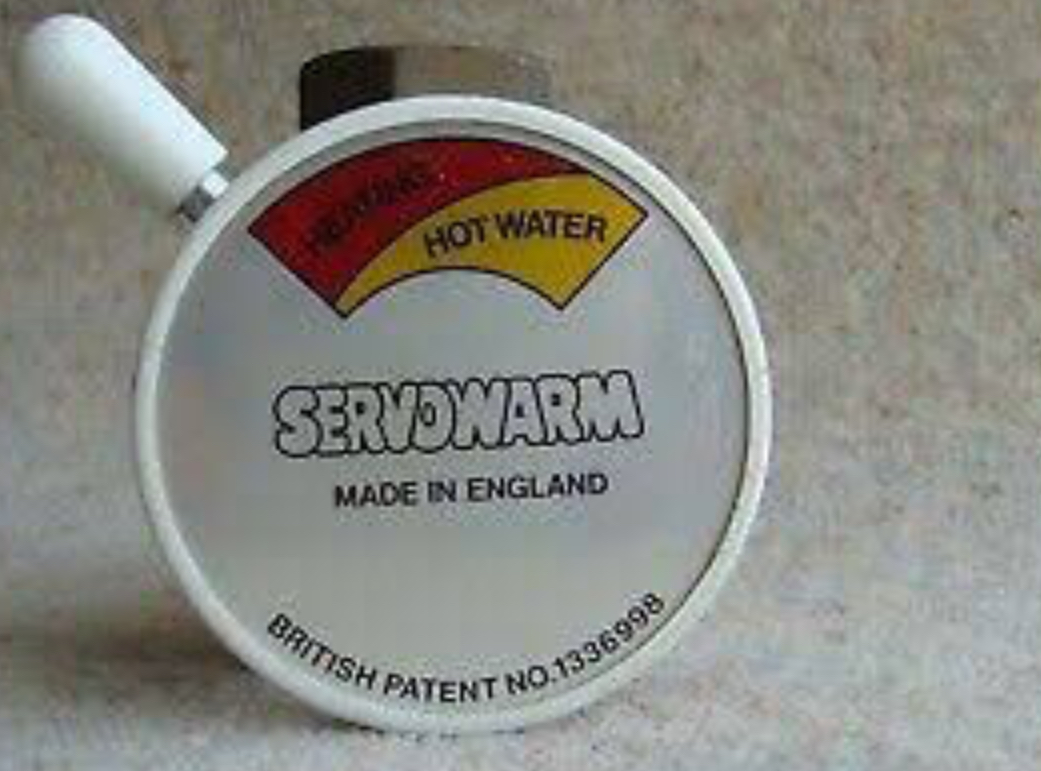 HEATING
HOT WATER
SERVOWARM
MADE IN ENGLAND
BRITISH PATENT NO.1336998